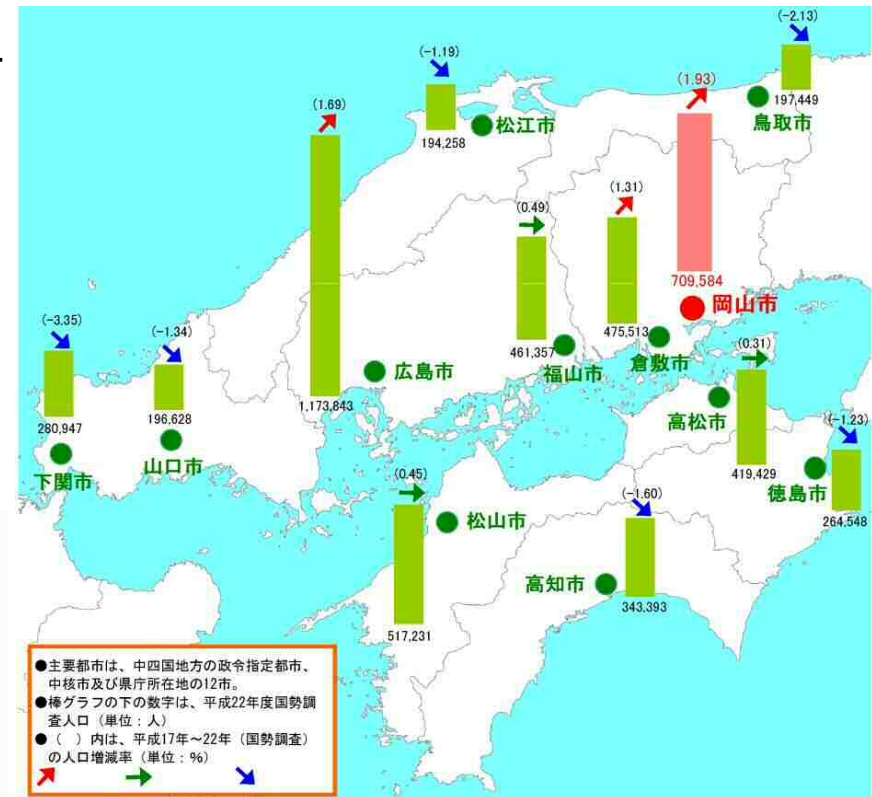 (-2.13)
197,449
鳥取市
(-1.19)
194,258
松江市
(1.93)
709,584
岡山市
(1.69)
1,173,843
広島市
(0.49)
461,357
福山市
(1.31)
475,513
倉敷市
(-3.35)
280,947
下関市
(-1.34)
196,628
山口市
(0.31)
419,429
高松市
(-1.23)
264,548
徳島市
(0.45)
517,231
松山市
(-1.60)
343,393
高知市
●主要都市は、中四国地方の政令指定都市、
中核市及び県庁所在地の12市。
●棒グラフの下の数字は、平成22年度国勢調
査人口（単位：人）
●（　）内は、平成17年～22年（国勢調査）
の人口増減率（単位：%）